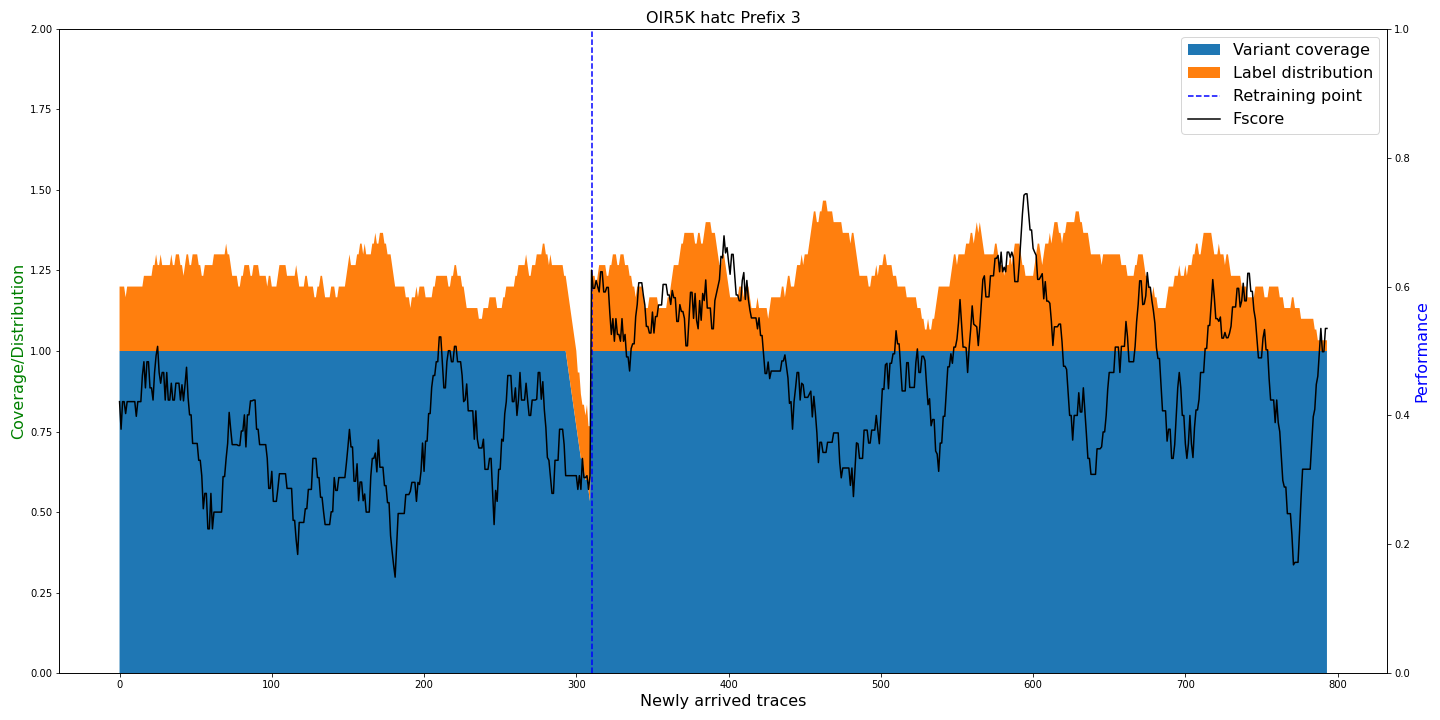 OIR5K hatc Prefix 3
Variant coverage
Label distribution
Retraining point
Fscore
Coverage/Distribution
2.00
1.75
1.50
1.25
1.00
0.75
0.50
0.25
0.00
1.0
0.8
0.6
0.4
0.2
0.0
Performance
0 100 200 300 400 500 600 700 800
Newly arrived traces